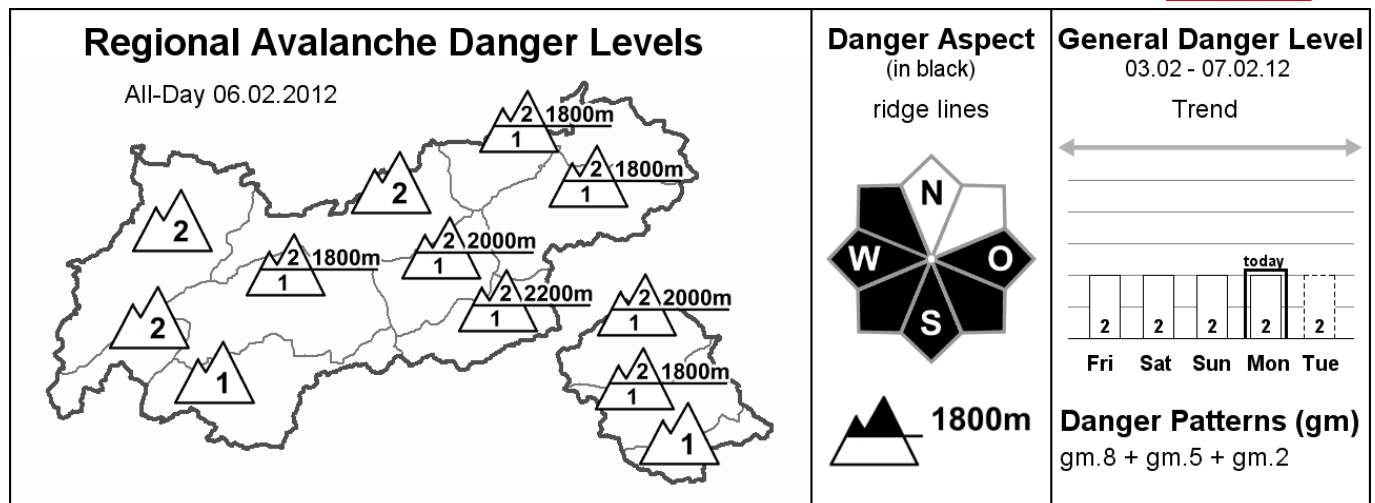 Regional Avalanche Danger Levels
All-Day 06.02.2012
2 1800m
1
2 1800m
1
2
2
2 2000m
1
2 1800m
1
2 2200m
1
2 2000m
1
2
1
2 1800m
1
1
Danger Aspect
(in black)
ridge lines
N
W
O
S
1800m
General Danger Level
03.02 - 07.02.12
Trend
today
2 2 2 2 2
Fri Sat Sun Mon Tue
Danger Patterns (gm)
gm.8 + gm.5 + gm.2